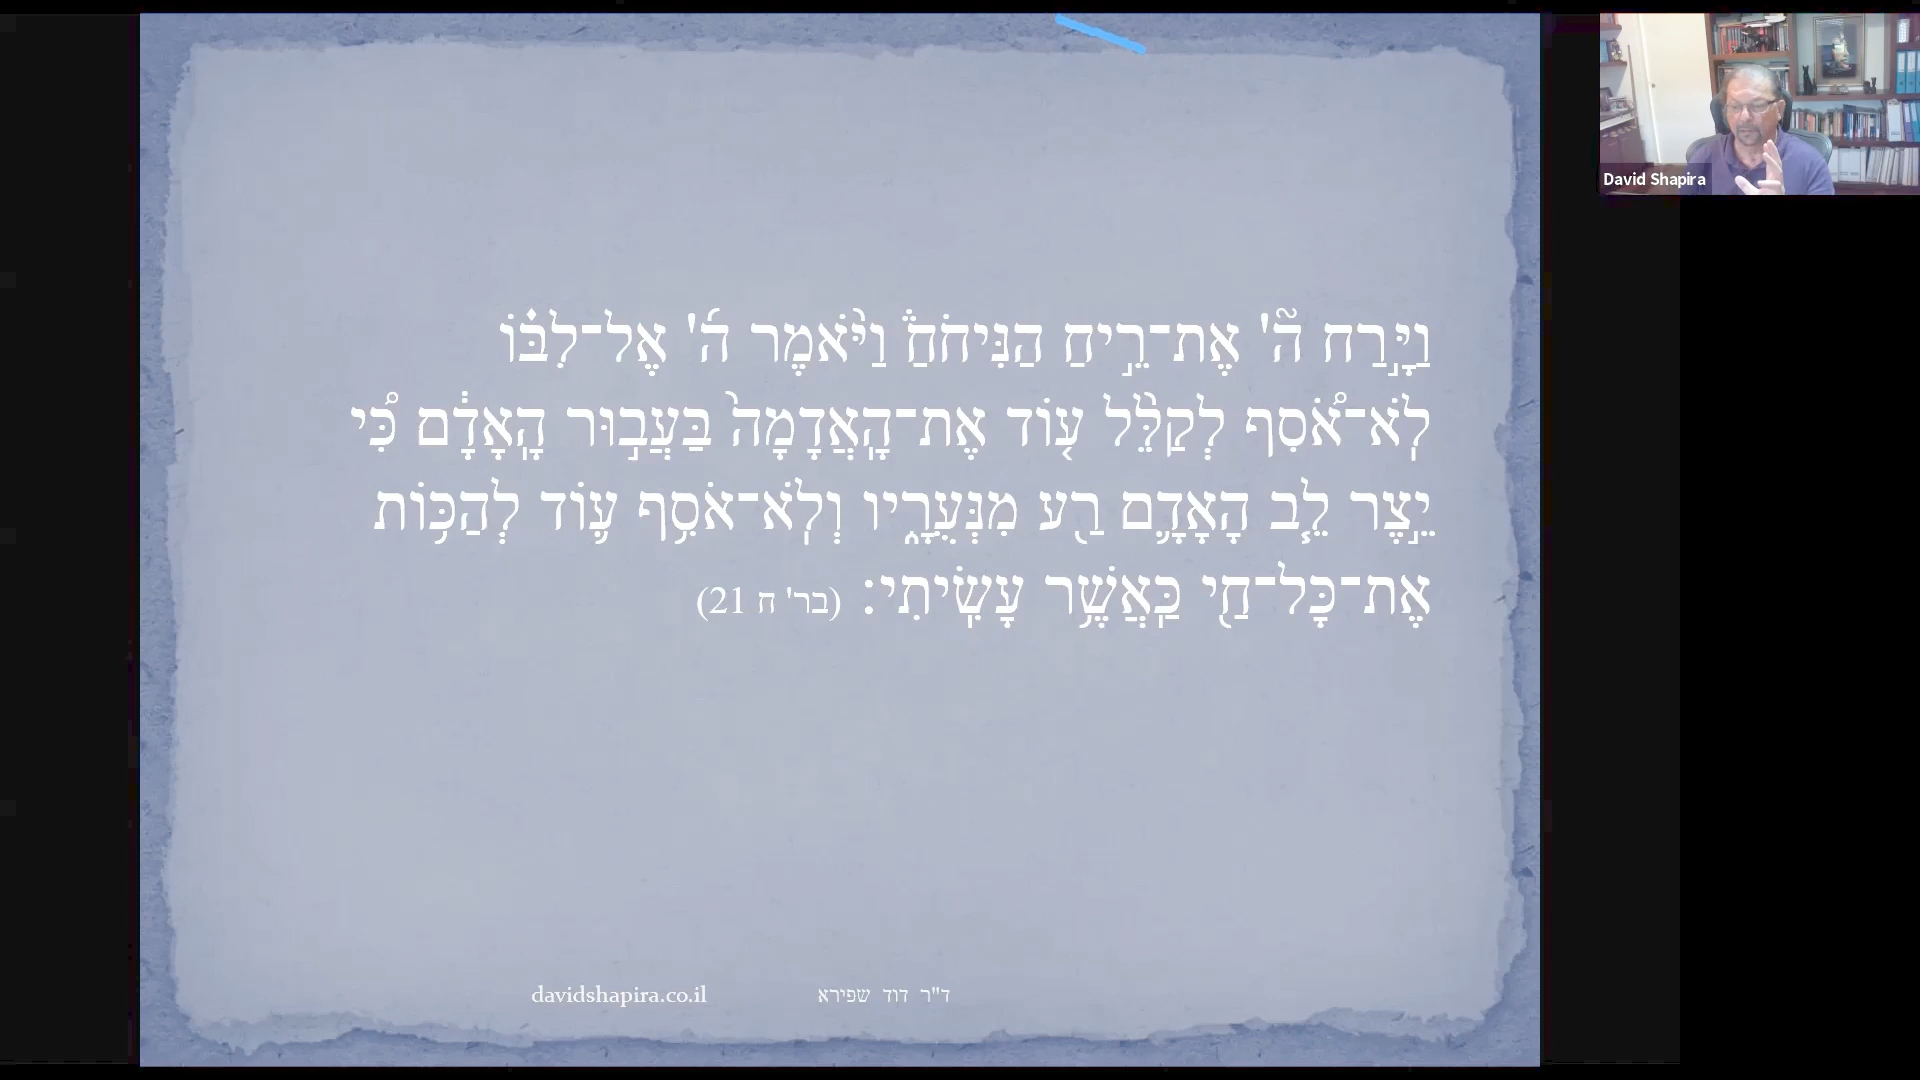 וַיָּ֣רַח ה֮' אֶת־רֵ֣יחַ הַנִּיחֹחַ֒ וַיֹּ֨אמֶר ה֜' אֶל־לִבּ֗וֹ
לֹֽא־אֹ֠סִף לְקַלֵּ֨ל ע֤וֹד אֶת־הָֽאֲדָמָה֙ בַּעֲב֣וּר הָֽאָדָ֔ם כִּ֠י
יֵ֣צֶר לֵ֧ב הָאָדָ֛ם רַ֖ע מִנְּעֻרָ֑יו וְלֹֽא־אֹסִ֥ף ע֛וֹד לְהַכּ֥וֹת
אֶת־כָּל־חַ֖י כַּֽאֲשֶׁ֥ר עָשִֽׂיתִי: (בר' ח 21)
ד"ר דוד שפירא
davidshapira.co.il
David Shapira